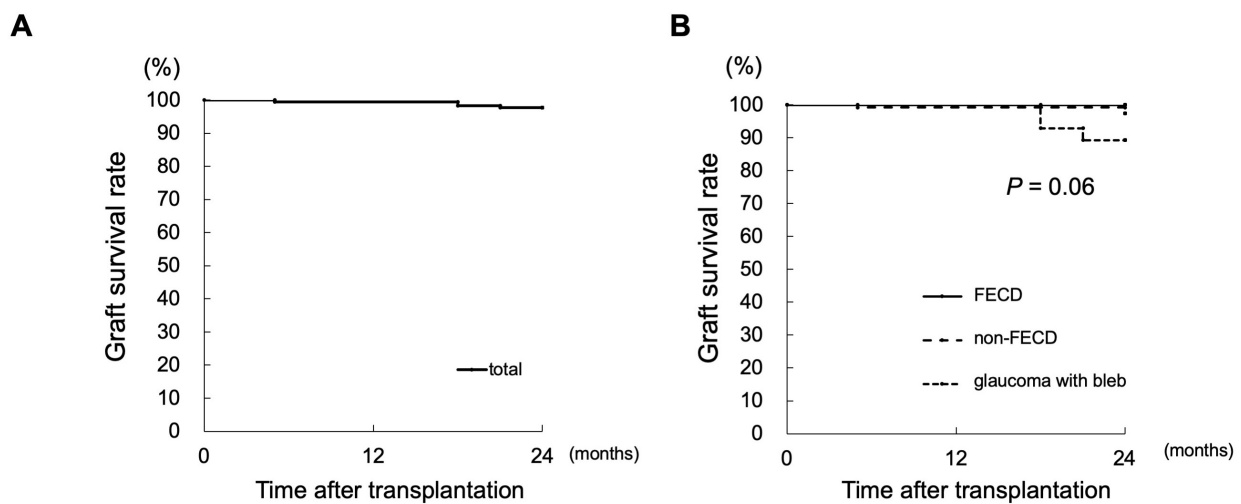 A
(%)
100
90
80
70
60
50
40
30
20
10
0
Graft survival rate
total
0 12 24 (months)
Time after transplantation
B
(%)
100
90
80
70
60
50
40
30
20
10
0
Graft survival rate
P = 0.06
FECD
non-FECD
glaucoma with bleb
0 12 24 (months)
Time after transplantation